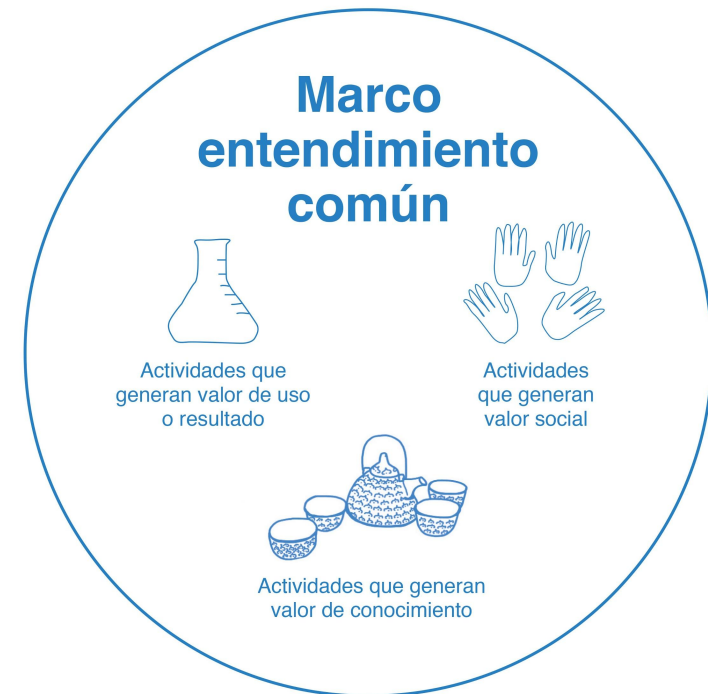 Marco
entendimiento
común
Actividades que
generan valor de uso
o resultado
Actividades
que generan
valor social
Actividades que generan
valor de conocimiento